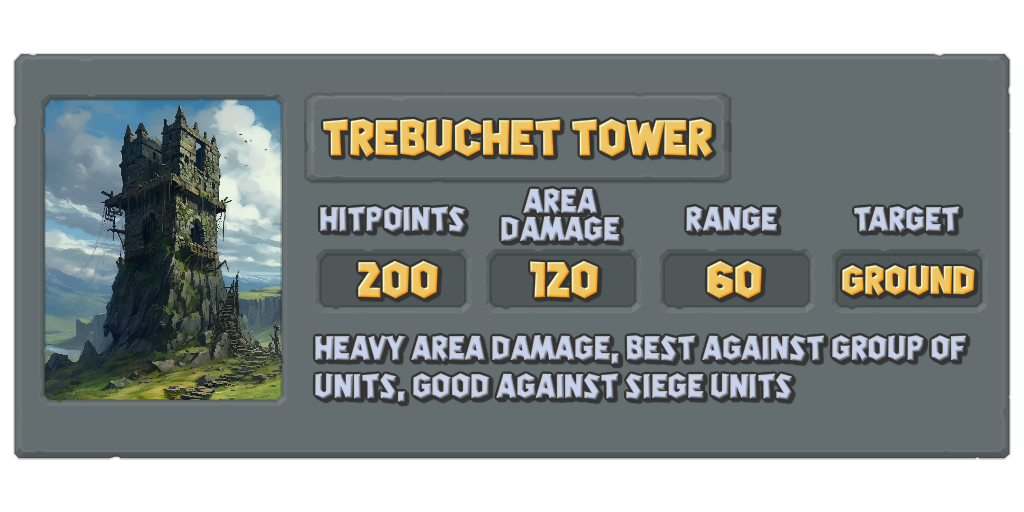 TREBUCHET TOWER
HITPOINTS
AREA
DAMAGE
RANGE
TARGET
200
120
60
GROUND
HEAVY AREA DAMAGE, BEST AGAINST GROUP OF
UNITS, GOOD AGAINST SIEGE UNITS